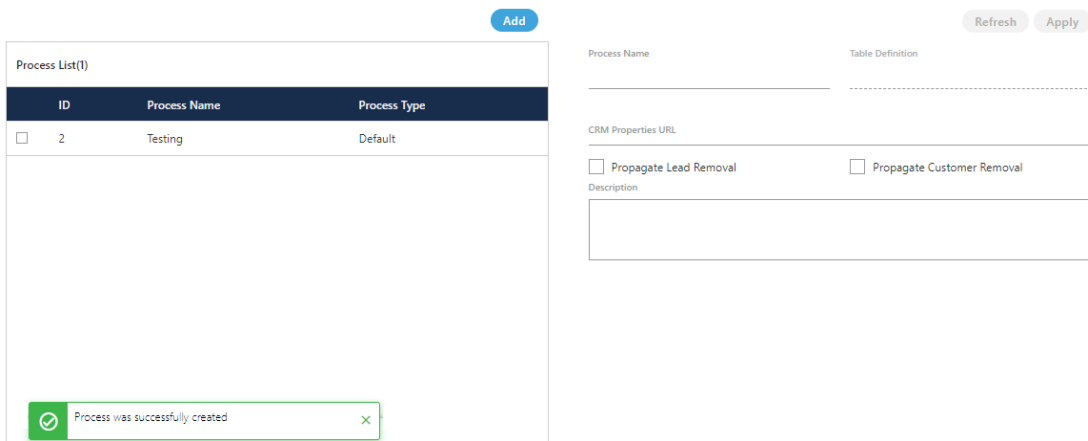 Add
Refresh Apply
Process List(1)
ID Process Name Process Type
2 Testing Default
Process was successfully created
Process Name Table Definition
CRM Properties URL
Propagate Lead Removal Propagate Customer Removal
Description